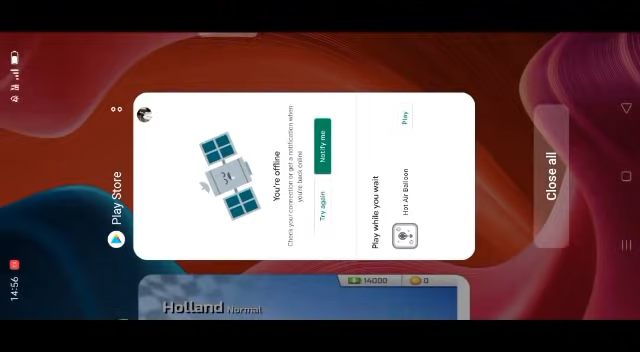 14:56
Play Store
You're offline
Check your connection or get a notification when
you're back online
Try again
Notify me
Play while you wait
Hot Air Balloon
Play
Close all
Holland Normal
14000
0